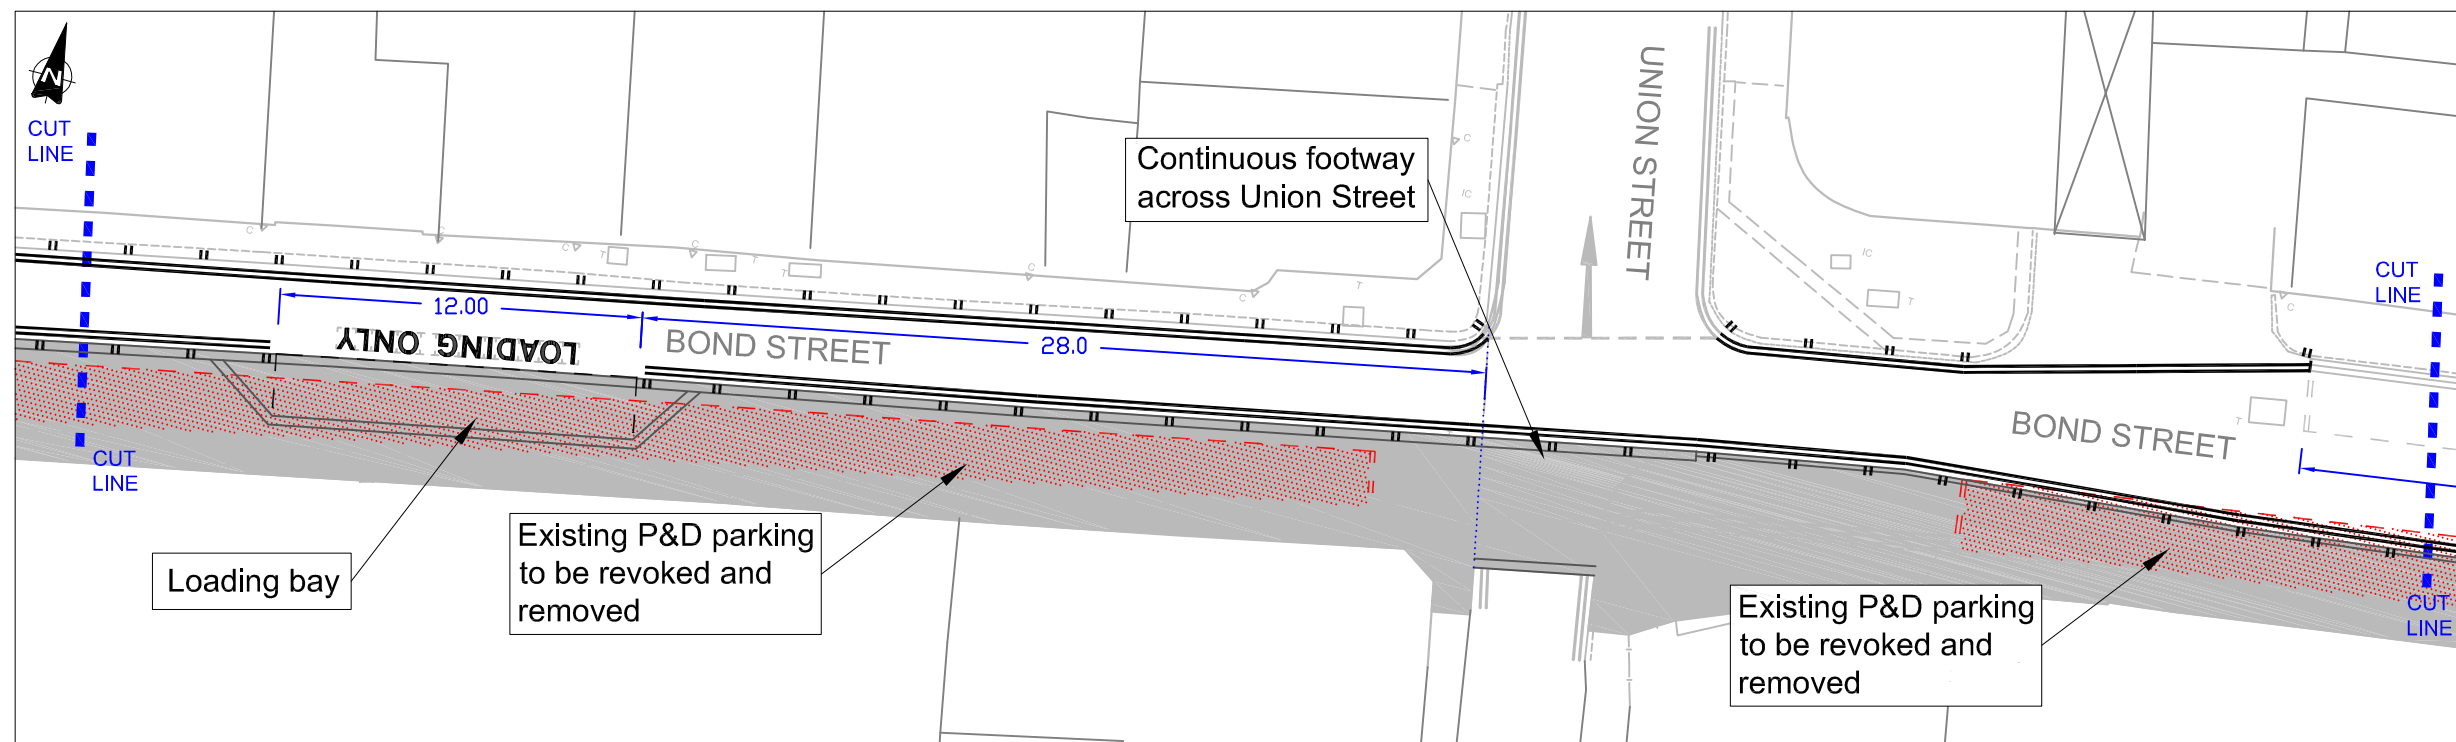 N
CUT
LINE
CUT
LINE
12.00
LOADING ONLY
BOND STREET
28.0
Continuous footway
across Union Street
UNION STREET
BOND STREET
CUT
LINE
CUT
LINE
Loading bay
Existing P&D parking
to be revoked and
removed
Existing P&D parking
to be revoked and
removed
C
C
C
T
C
T
T
C
C
T
C
IC
IC
T
C
T